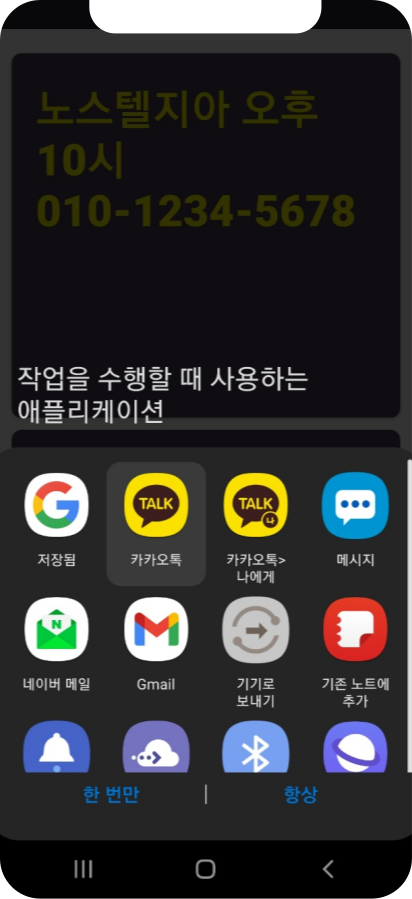 노스텔지아 오후
10시
010-1234-5678
작업을 수행할 때 사용하는
애플리케이션
저장됨
TALK
카카오톡
TALK
나
카카오톡>
나에게
메시지
N
네이버 메일
Gmail
기기로
보내기
기존 노트에
추가
한 번만 | 항상